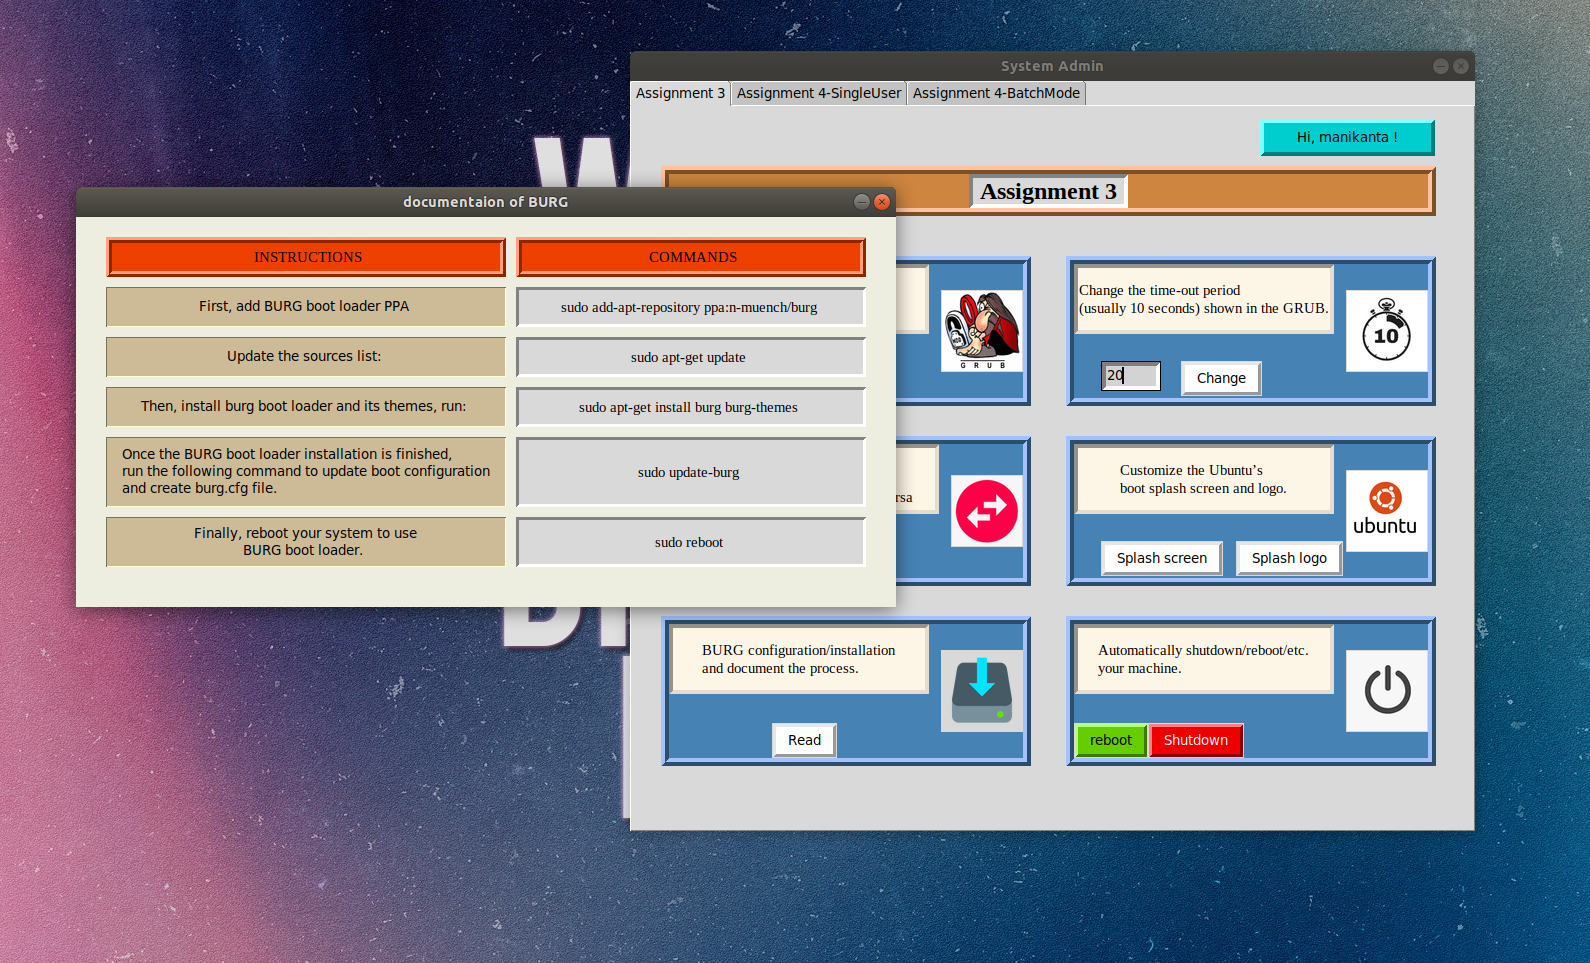 System Admin
Assignment 3
Assignment 4-SingleUser
Assignment 4-BatchMode
Hi, manikanta !
Assignment 3
documentaion of BURG
INSTRUCTIONS
COMMANDS
First, add BURG boot loader PPA
sudo add-apt-repository ppa:n-muench/burg
Update the sources list:
sudo apt-get update
Then, install burg boot loader and its themes, run:
sudo apt-get install burg burg-themes
Once the BURG boot loader installation is finished,
run the following command to update boot configuration
and create burg.cfg file.
sudo update-burg
Finally, reboot your system to use
BURG boot loader.
sudo reboot
GRUB
Change the time-out period
(usually 10 seconds) shown in the GRUB.
10
20
Change
Customize the Ubuntu's
boot splash screen and logo.
ubuntu
Splash screen
Splash logo
BURG configuration/installation
and document the process.
Read
Automatically shutdown/reboot/etc.
your machine.
reboot
Shutdown